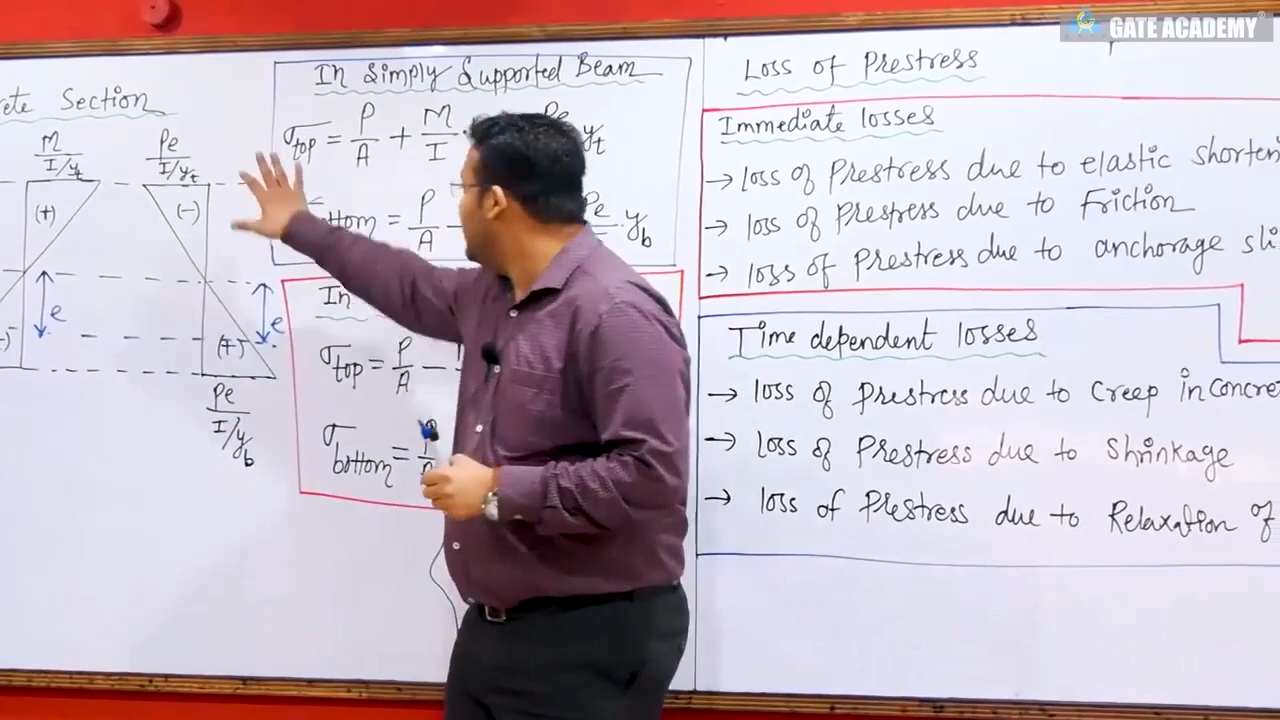 GATE ACADEMY
rete Section
M
I/yt
Pe
I/yt
(+)
(-)
e
e
(+)
Pe
I/yb
In Simply Supported Beam
σtop = P/A + M/I · Pe yt
bottom = P/A - Pe · yb
In
σtop = P/A -
σbottom =
Loss of Prestress
Immediate losses
→ loss of Prestress due to elastic Shorten
→ loss of Prestress due to Friction
→ loss of Prestress due to anchorage sli
Time dependent losses
→ loss of Prestress due to Creep in Concre
→ loss of Prestress due to Shrinkage
→ loss of Prestress due to Relaxation of